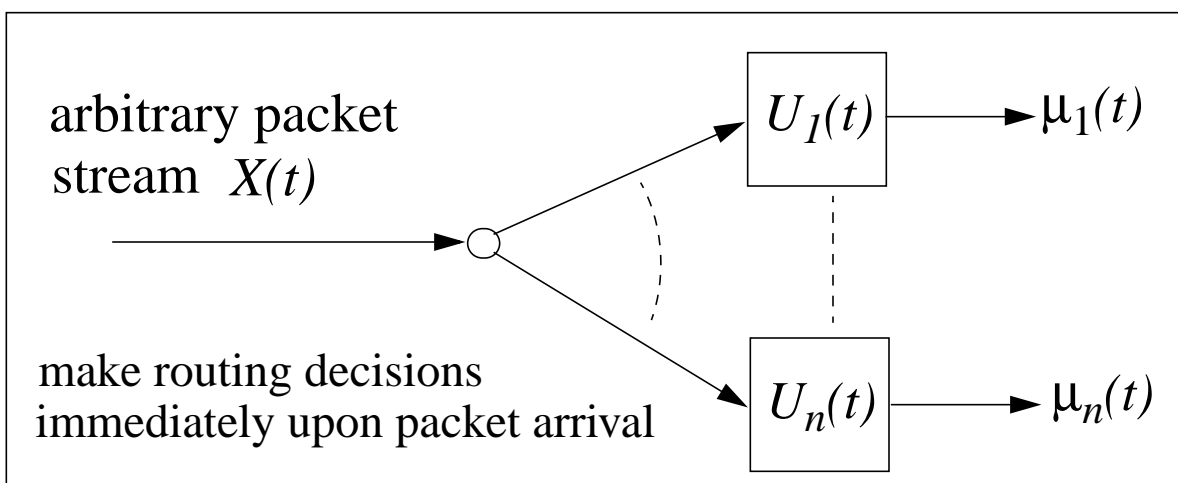 arbitrary packet
stream X(t)
U1(t)
μ1(t)
make routing decisions
immediately upon packet arrival
Un(t)
μn(t)